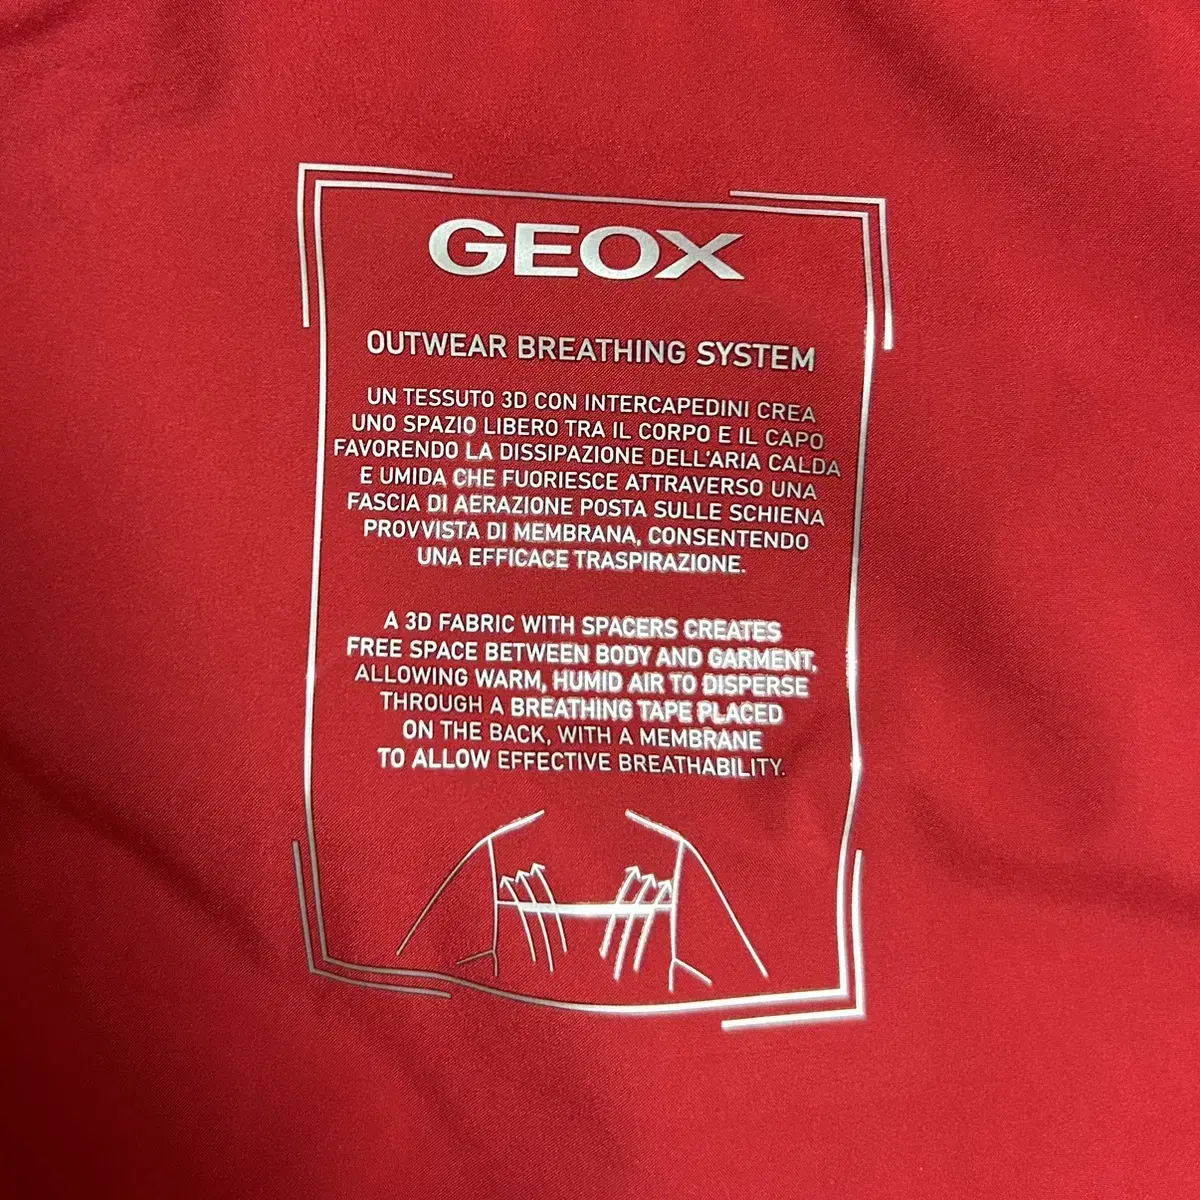 GEOX
OUTWEAR BREATHING SYSTEM
UN TESSUTO 3D CON INTERCAPEDINI CREA
UNO SPAZIO LIBERO TRA IL CORPO E IL CAPO
FAVORENDO LA DISSIPAZIONE DELL'ARIA CALDA
E UMIDA CHE FUORIESCE ATTRAVERSO UNA
FASCIA DI AERAZIONE POSTA SULLE SCHIENA
PROVVISTA DI MEMBRANA, CONSENTENDO
UNA EFFICACE TRASPIRAZIONE.
A 3D FABRIC WITH SPACERS CREATES
FREE SPACE BETWEEN BODY AND GARMENT,
ALLOWING WARM, HUMID AIR TO DISPERSE
THROUGH A BREATHING TAPE PLACED
ON THE BACK, WITH A MEMBRANE
TO ALLOW EFFECTIVE BREATHABILITY.